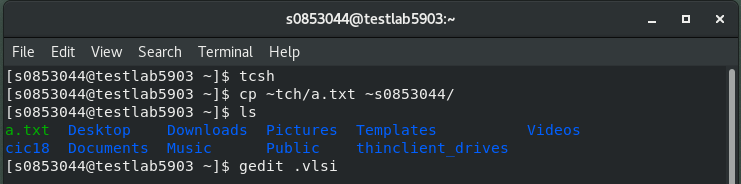 s0853044@testlab5903:~
File Edit View Search Terminal Help
[s0853044@testlab5903 ~]$ tcsh
[s0853044@testlab5903 ~]$ cp ~tch/a.txt ~s0853044/
[s0853044@testlab5903 ~]$ ls
a.txt  Desktop    Downloads  Pictures  Templates           Videos
cic18  Documents  Music      Public    thinclient_drives
[s0853044@testlab5903 ~]$ gedit .vlsi